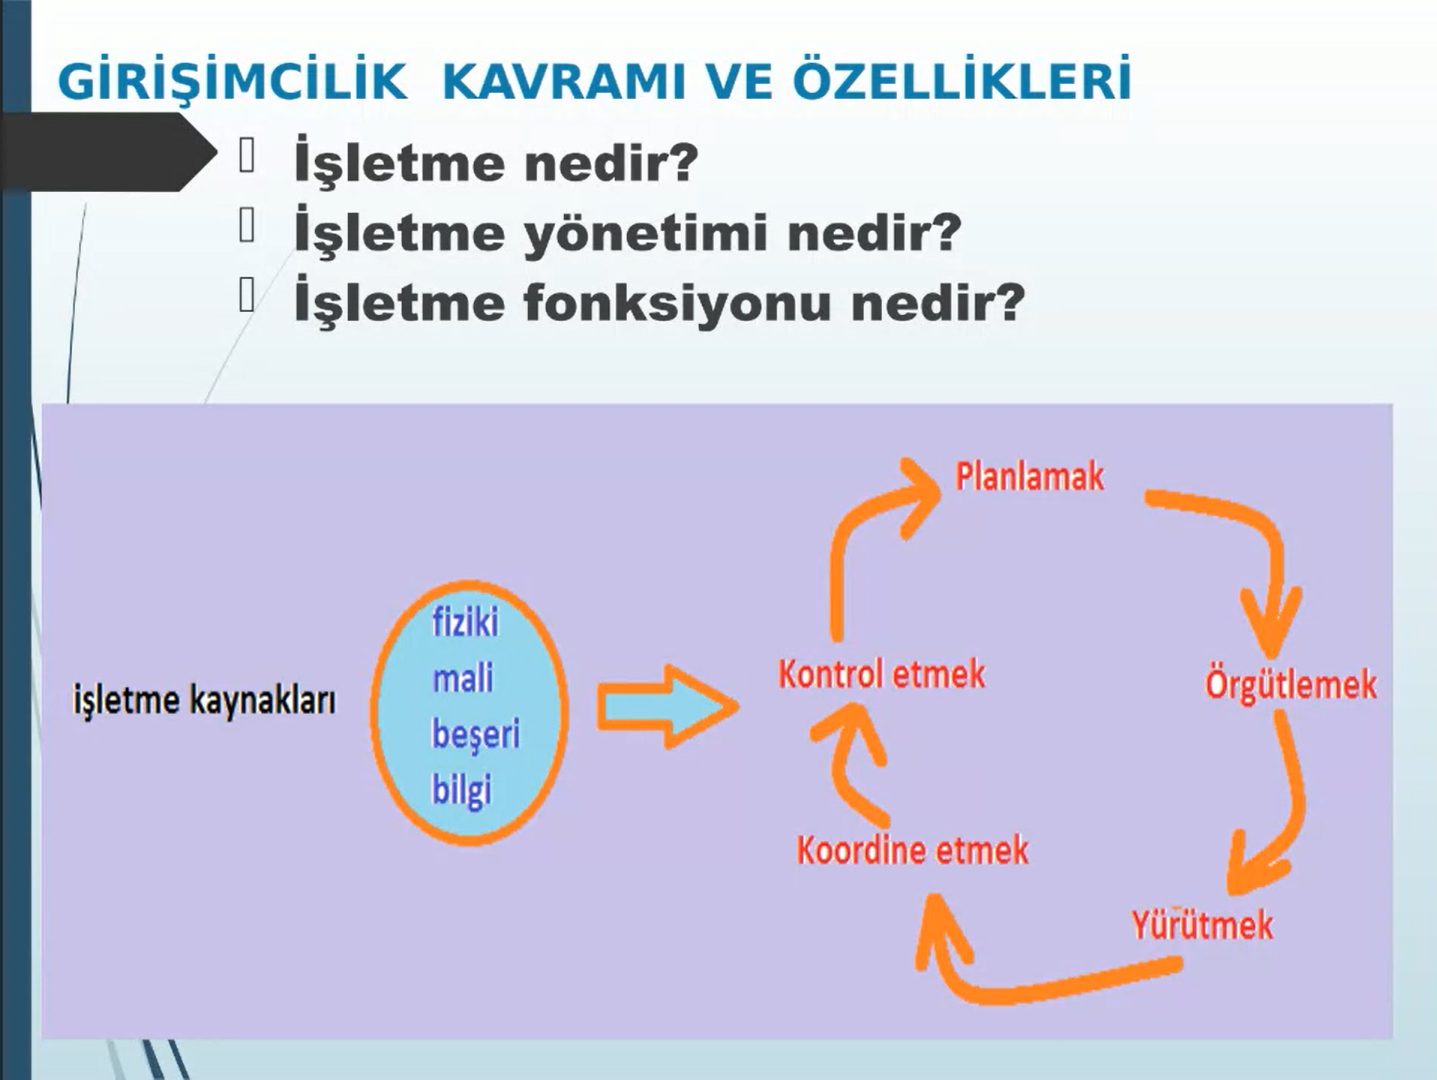 GİRİŞİMCİLİK KAVRAMI VE ÖZELLİKLERİ
İşletme nedir?
İşletme yönetimi nedir?
İşletme fonksiyonu nedir?
işletme kaynakları
fiziki
mali
beşeri
bilgi
Planlamak
Örgütlemek
Yürütmek
Koordine etmek
Kontrol etmek